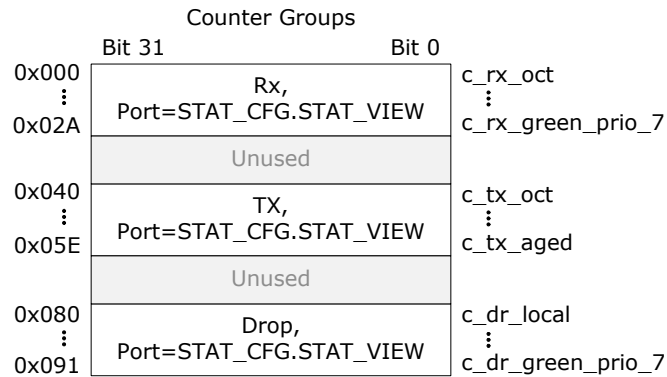 Counter Groups
Bit 31 Bit 0
0x000 Rx, c_rx_oct
Port=STAT_CFG.STAT_VIEW
0x02A c_rx_green_prio_7
Unused
0x040 TX, c_tx_oct
Port=STAT_CFG.STAT_VIEW
0x05E c_tx_aged
Unused
0x080 Drop, c_dr_local
Port=STAT_CFG.STAT_VIEW
0x091 c_dr_green_prio_7